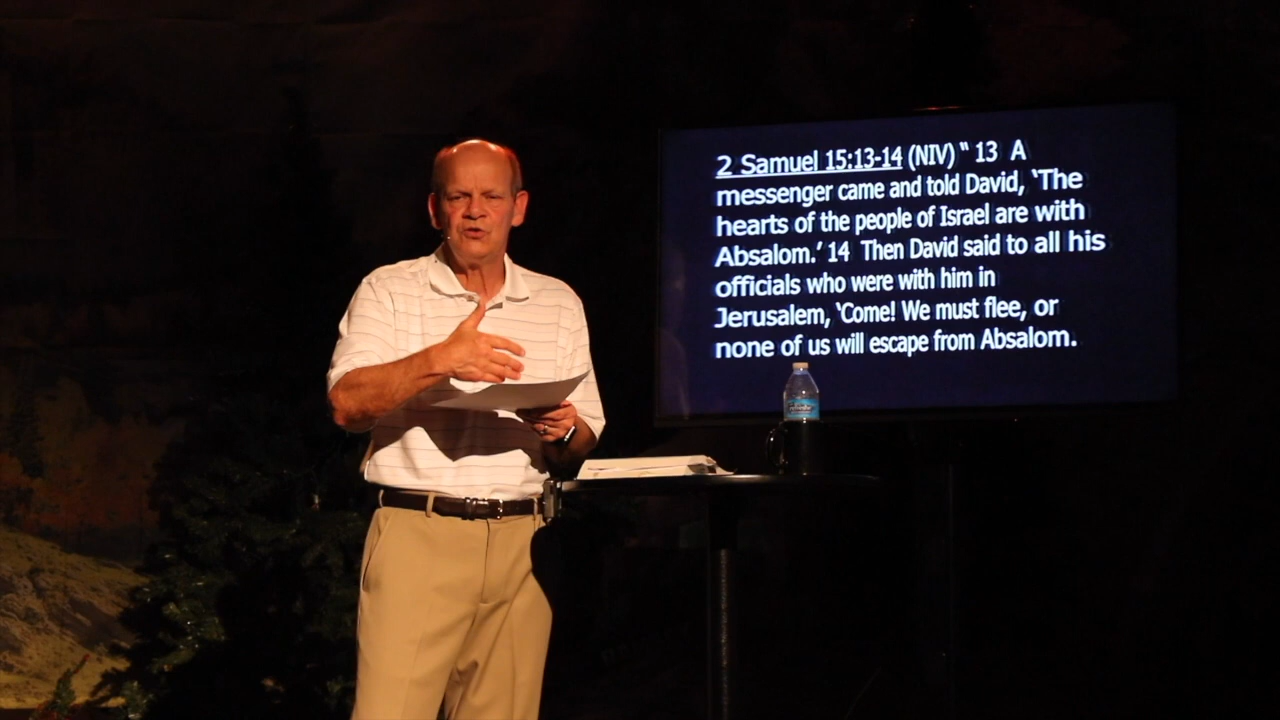 2 Samuel 15:13-14 (NIV) “ 13 A
messenger came and told David, ‘The
hearts of the people of Israel are with
Absalom.’ 14 Then David said to all his
officials who were with him in
Jerusalem, ‘Come! We must flee, or
none of us will escape from Absalom.